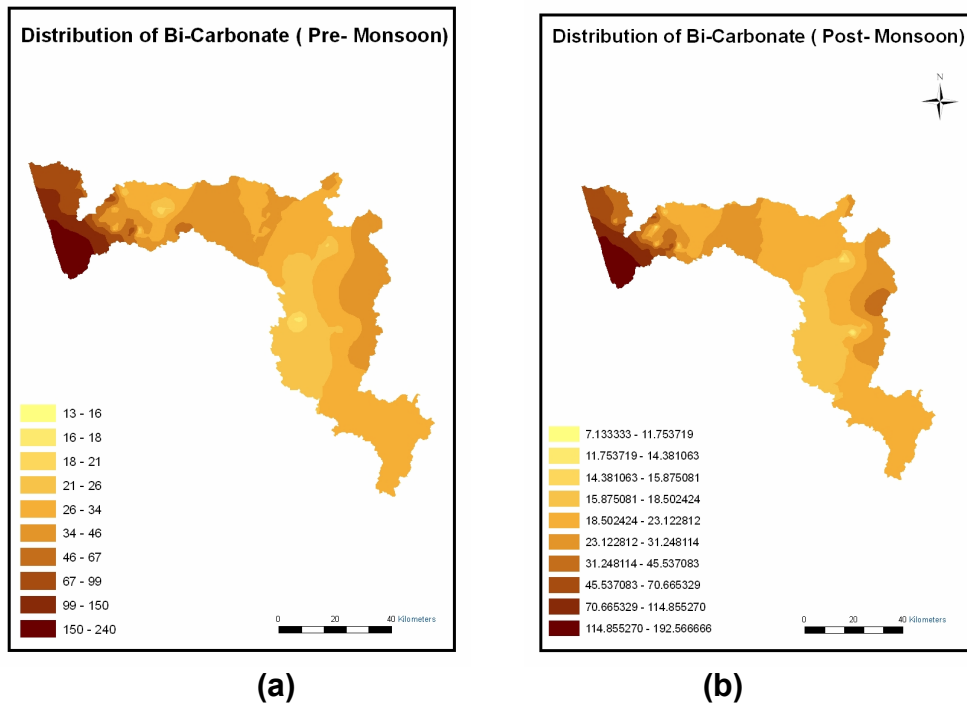 Distribution of Bi-Carbonate ( Pre- Monsoon)
13 - 16
16 - 18
18 - 21
21 - 26
26 - 34
34 - 46
46 - 67
67 - 99
99 - 150
150 - 240
0 20 40 Kilometers
(a)
Distribution of Bi-Carbonate ( Post- Monsoon)
N
7.133333 - 11.753719
11.753719 - 14.381063
14.381063 - 15.875081
15.875081 - 18.502424
18.502424 - 23.122812
23.122812 - 31.248114
31.248114 - 45.537083
45.537083 - 70.665329
70.665329 - 114.855270
114.855270 - 192.566666
0 20 40 Kilometers
(b)